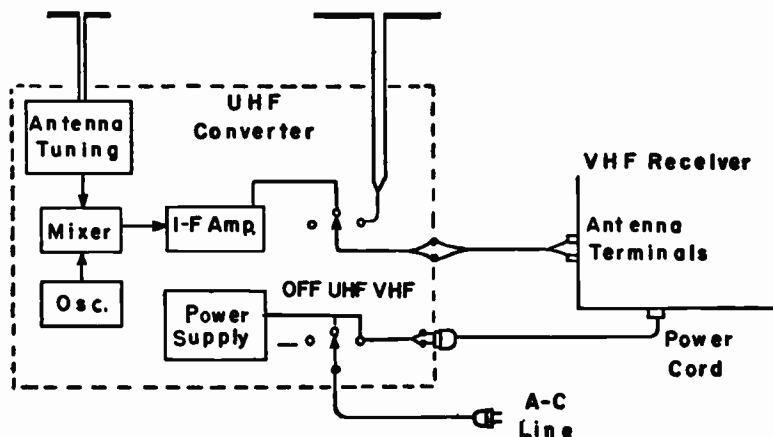 UHF
Converter
Antenna
Tuning
VHF Receiver
Mixer
I-F Amp.
Antenna
Terminals
Osc.
OFF UHF VHF
Power
Supply
Power
Cord
A-C
Line